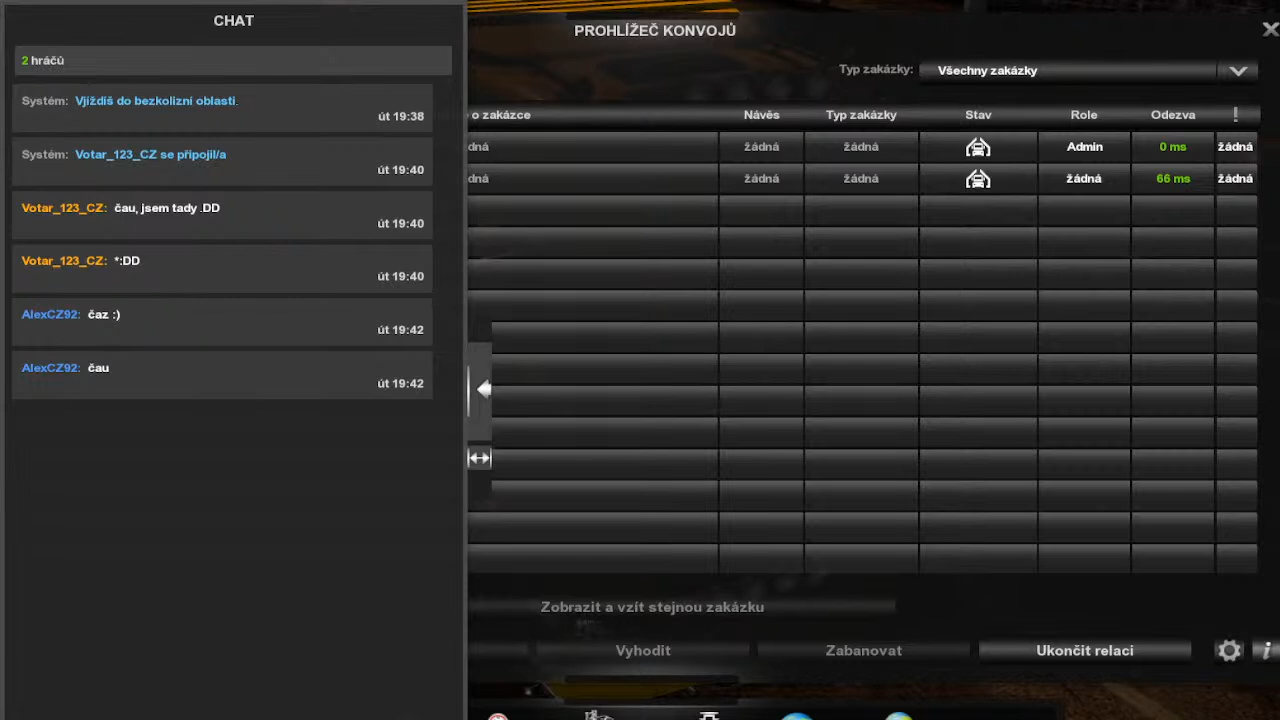 CHAT
2 hráčů
Systém: Vjíždíš do bezkolizní oblasti.
út 19:38
Systém: Votar_123_CZ se připojil/a
út 19:40
Votar_123_CZ: čau, jsem tady .DD
út 19:40
Votar_123_CZ: *:DD
út 19:40
AlexCZ92: čaz :)
út 19:42
AlexCZ92: čau
út 19:42
PROHLÍŽEČ KONVOJŮ
Typ zakázky: Všechny zakázky
o zakázce Návěs Typ zakázky Stav Role Odezva !
dná žádná žádná Admin 0 ms žádná
dná žádná žádná žádná 66 ms žádná
Zobrazit a vzít stejnou zakázku
Vyhodit Zabanovat Ukončit relaci i